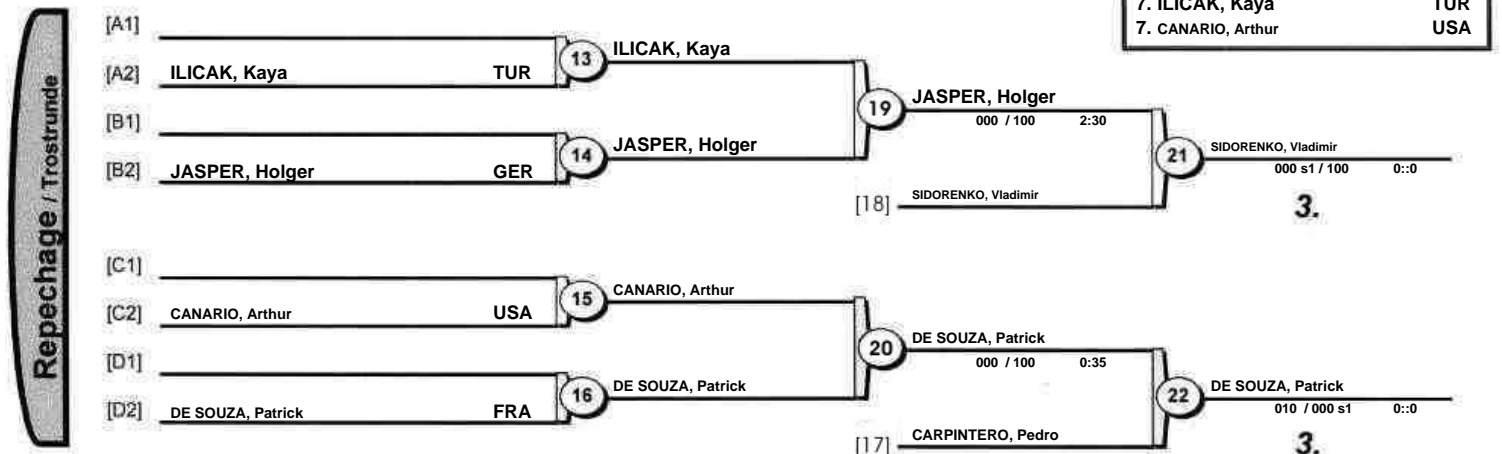 7. ILICAK, Kaya TUR
7. CANARIO, Arthur USA
Repechage / Trostrunde
[A1]
[A2] ILICAK, Kaya TUR
13 ILICAK, Kaya
[B1]
[B2] JASPER, Holger GER
14 JASPER, Holger
19 JASPER, Holger
000 / 100 2:30
[18] SIDORENKO, Vladimir
21 SIDORENKO, Vladimir
000 s1 / 100 0::0
3.
[C1]
[C2] CANARIO, Arthur USA
15 CANARIO, Arthur
[D1]
[D2] DE SOUZA, Patrick FRA
16 DE SOUZA, Patrick
20 DE SOUZA, Patrick
000 / 100 0:35
[17] CARPINTERO, Pedro
22 DE SOUZA, Patrick
010 / 000 s1 0::0
3.